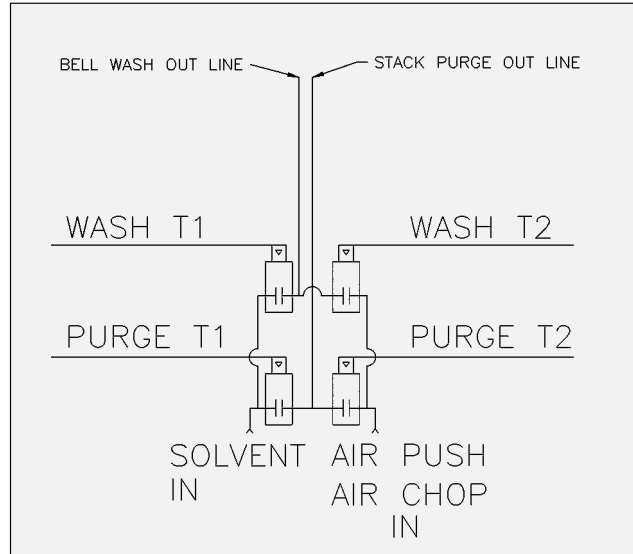 BELL WASH OUT LINE
STACK PURGE OUT LINE
WASH T1
WASH T2
PURGE T1
PURGE T2
SOLVENT
IN
AIR PUSH
AIR CHOP
IN